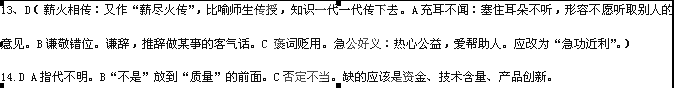 13、D（ 薪火相传：又作“薪尽火传”，比喻师生传授，知识一代一代传下去。A 充耳不闻：塞住耳朵不听，形容不愿听取别人的
意见。B 谦敬错位。谦辞，推辞做某事的客气话。C 褒词贬用。急公好义：热心公益，爱帮助人。应改为“急功近利”。）
14.D A 指代不明。B “不是”放到“质量”的前面。C 否定不当。缺的应该是资金、技术含量、产品创新。